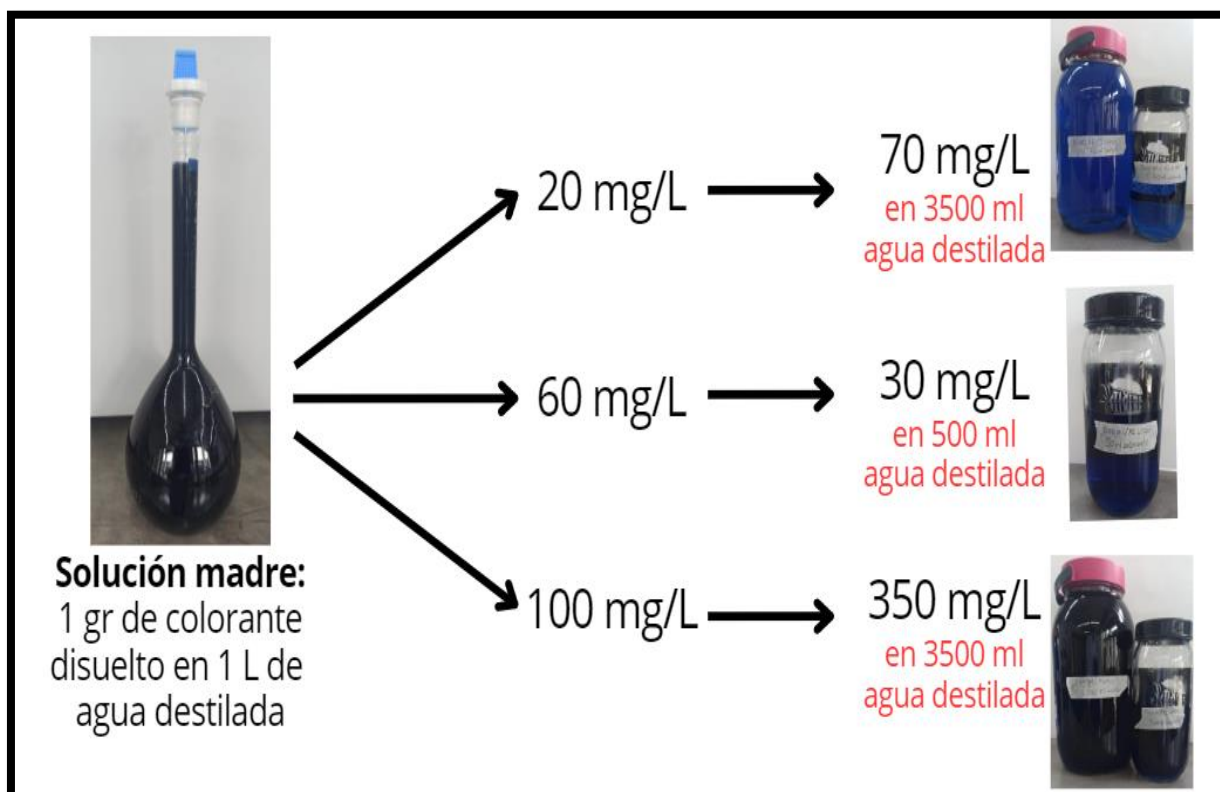 20 mg/L
70 mg/L
en 3500 ml
agua destilada
60 mg/L
30 mg/L
en 500 ml
agua destilada
Solución madre:
1 gr de colorante
disuelto en 1 L de
agua destilada
100 mg/L
350 mg/L
en 3500 ml
agua destilada